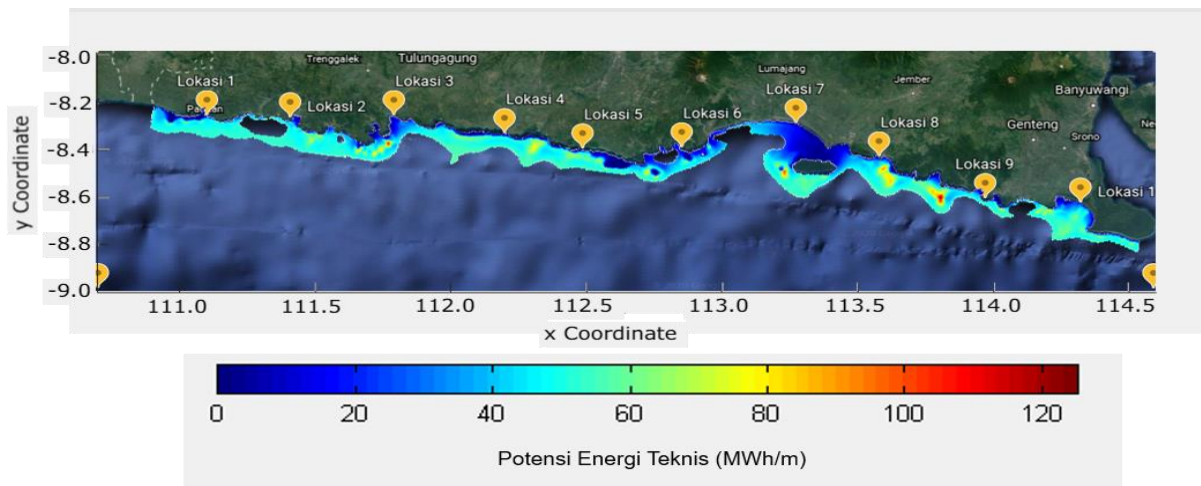 -8.0
-8.2
-8.4
-8.6
-8.8
-9.0
y Coordinate
Trenggalek
Tulungagung
Lumajang
Jember
Banyuwangi
Genteng
Srono
Lokasi 1
Lokasi 2
Lokasi 3
Lokasi 4
Lokasi 5
Lokasi 6
Lokasi 7
Lokasi 8
Lokasi 9
Lokasi 1
111.0 111.5 112.0 112.5 113.0 113.5 114.0 114.5
x Coordinate
0 20 40 60 80 100 120
Potensi Energi Teknis (MWh/m)